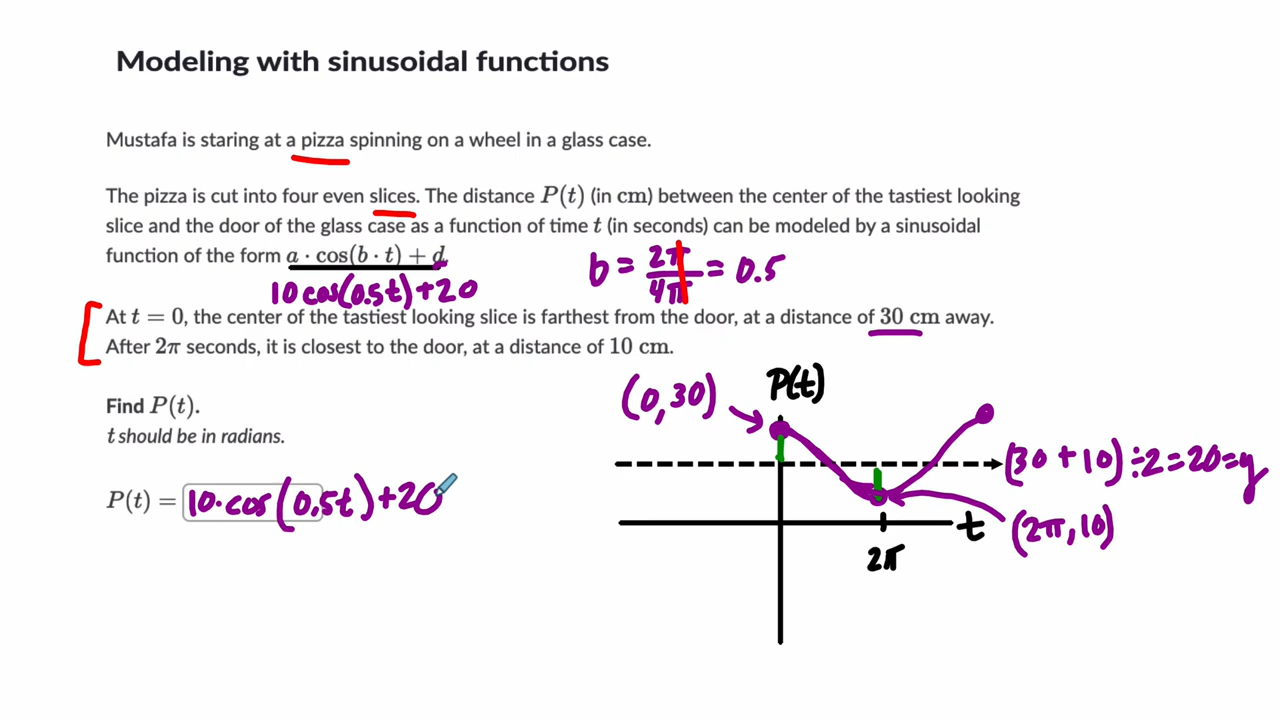 Modeling with sinusoidal functions
Mustafa is staring at a pizza spinning on a wheel in a glass case.
The pizza is cut into four even slices. The distance P(t) (in cm) between the center of the tastiest looking
slice and the door of the glass case as a function of time t (in seconds) can be modeled by a sinusoidal
function of the form a · cos(b · t) + d.
b = 2π/4π = 0.5
10cos(0.5t)+20
At t = 0, the center of the tastiest looking slice is farthest from the door, at a distance of 30 cm away.
After 2π seconds, it is closest to the door, at a distance of 10 cm.
Find P(t).
t should be in radians.
P(t) = 10·cos(0.5t)+20
P(t)
(0,30)
(30+10)÷2=20=y
(2π,10)
t
2π